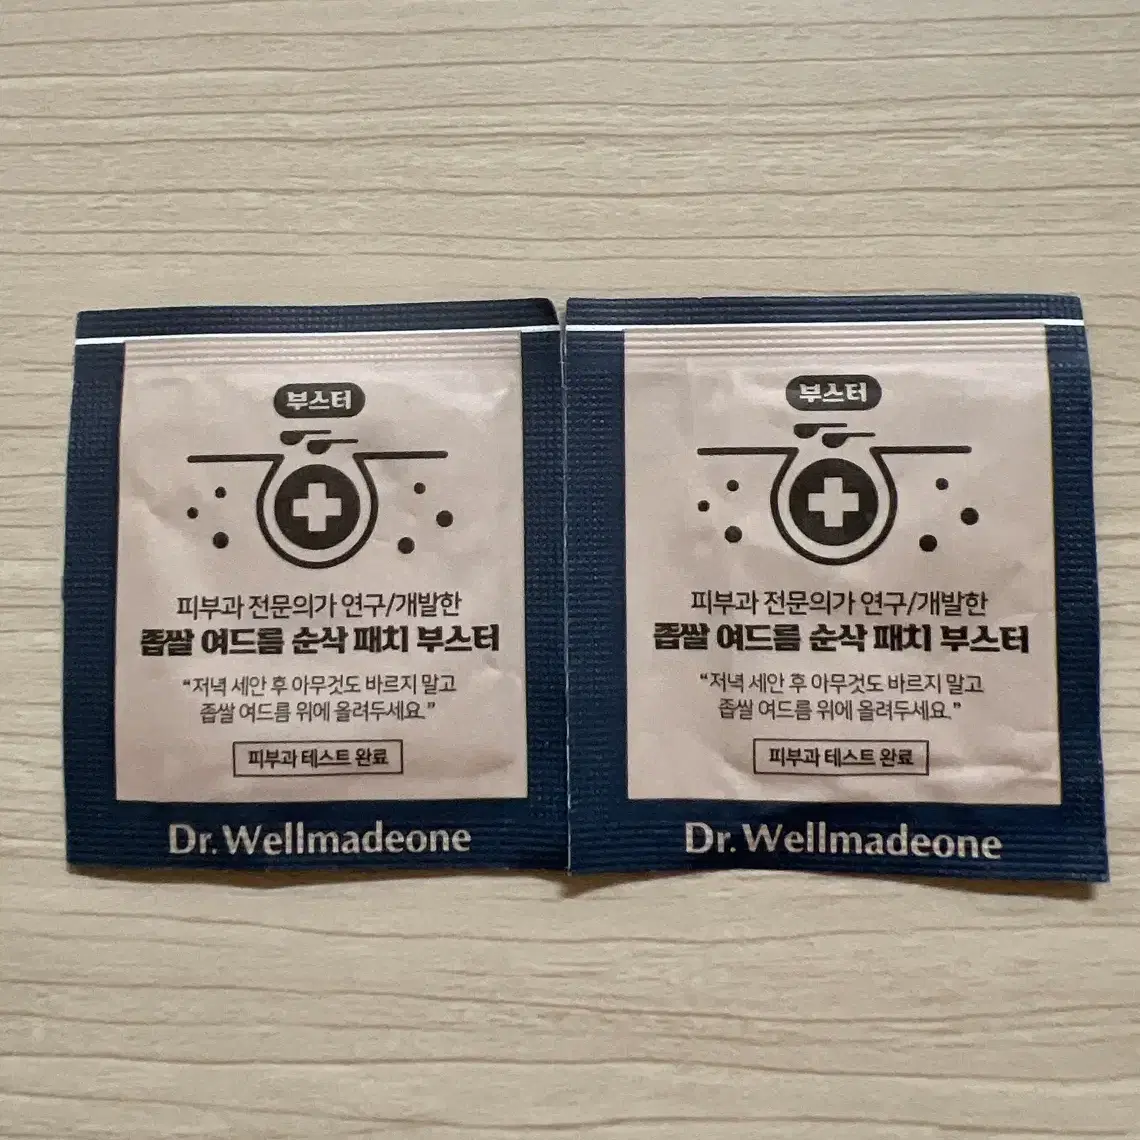 부스터
피부과 전문의가 연구/개발한
좁쌀 여드름 순삭 패치 부스터
“저녁 세안 후 아무것도 바르지 말고
좁쌀 여드름 위에 올려두세요.”
피부과 테스트 완료
Dr.Wellmadeone
부스터
피부과 전문의가 연구/개발한
좁쌀 여드름 순삭 패치 부스터
“저녁 세안 후 아무것도 바르지 말고
좁쌀 여드름 위에 올려두세요.”
피부과 테스트 완료
Dr.Wellmadeone